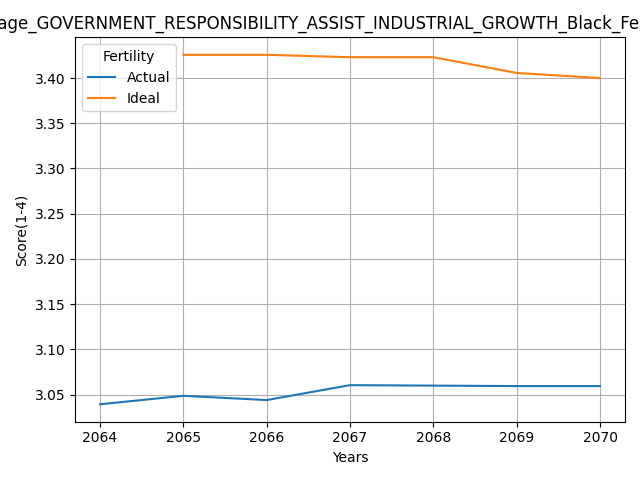 age_GOVERNMENT_RESPONSIBILITY_ASSIST_INDUSTRIAL_GROWTH_Black_Fe
Fertility
Actual
Ideal
3.40
3.35
3.30
3.25
3.20
3.15
3.10
3.05
Score(1-4)
2064 2065 2066 2067 2068 2069 2070
Years